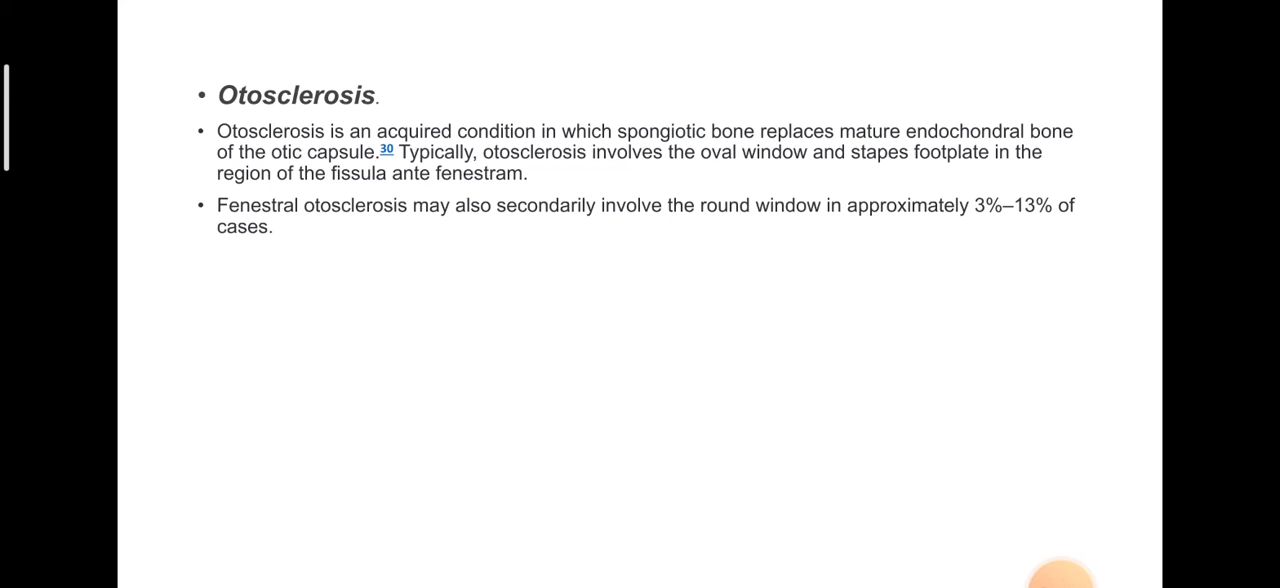 • Otosclerosis.
• Otosclerosis is an acquired condition in which spongiotic bone replaces mature endochondral bone
of the otic capsule.30 Typically, otosclerosis involves the oval window and stapes footplate in the
region of the fissula ante fenestram.
• Fenestral otosclerosis may also secondarily involve the round window in approximately 3%–13% of
cases.